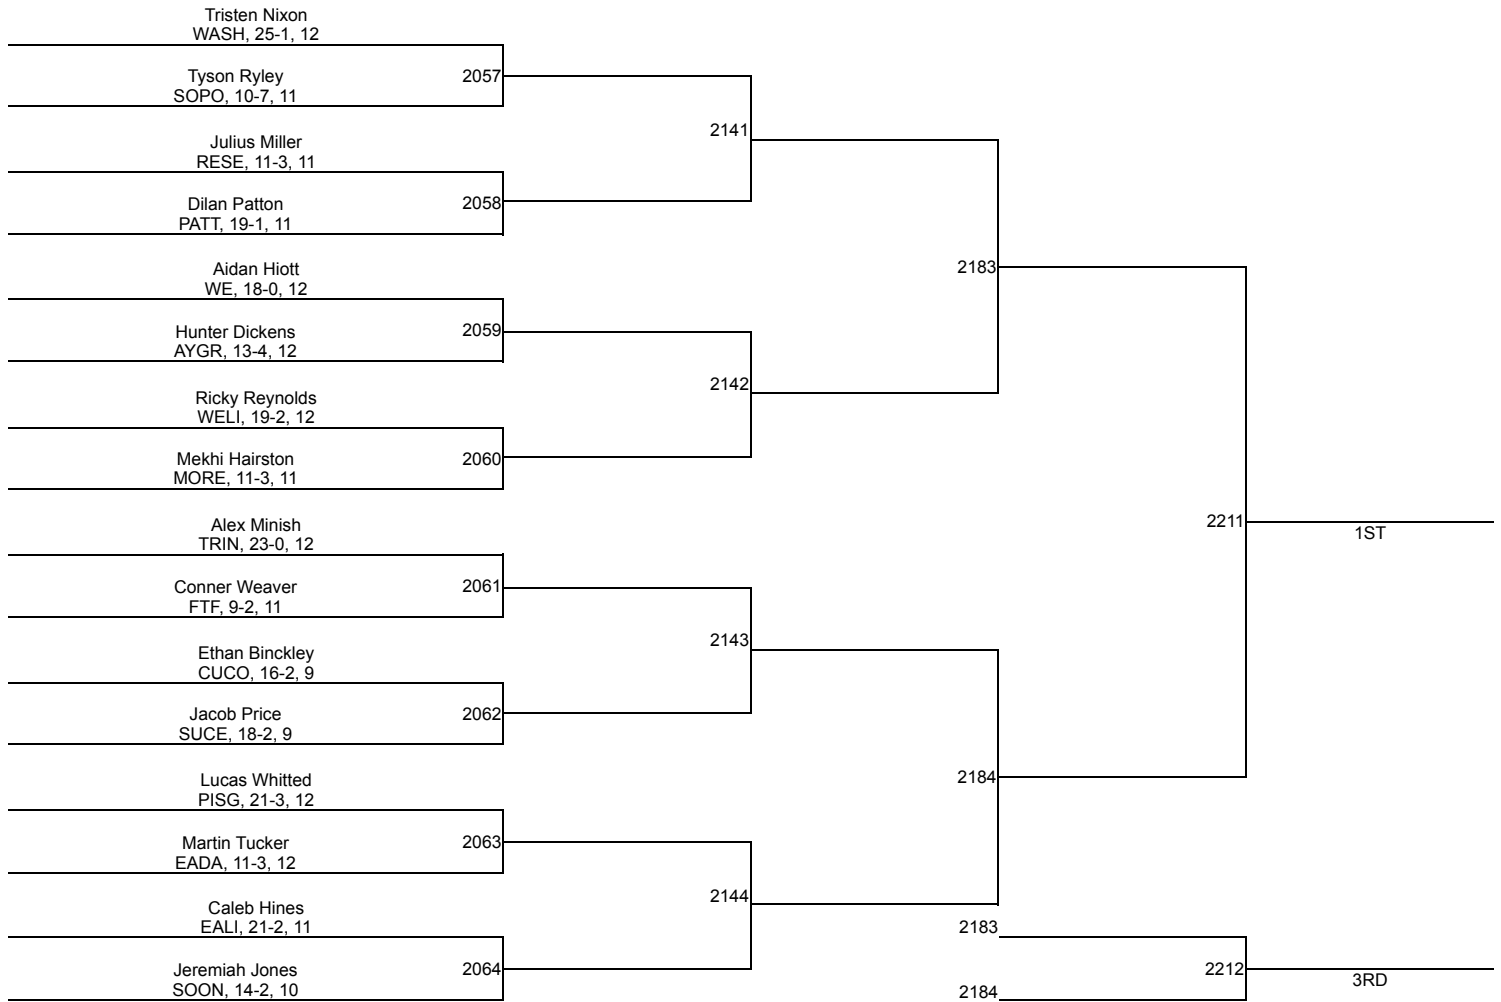 Tristen Nixon
WASH, 25-1, 12
Tyson Ryley
SOPO, 10-7, 11
2057
2141
Julius Miller
RESE, 11-3, 11
Dilan Patton
PATT, 19-1, 11
2058
2183
Aidan Hiott
WE, 18-0, 12
Hunter Dickens
AYGR, 13-4, 12
2059
2142
Ricky Reynolds
WELI, 19-2, 12
Mekhi Hairston
MORE, 11-3, 11
2060
2211
1ST
Alex Minish
TRIN, 23-0, 12
Conner Weaver
FTF, 9-2, 11
2061
2143
Ethan Binckley
CUCO, 16-2, 9
Jacob Price
SUCE, 18-2, 9
2062
2184
Lucas Whitted
PISG, 21-3, 12
Martin Tucker
EADA, 11-3, 12
2063
2144
Caleb Hines
EALI, 21-2, 11
Jeremiah Jones
SOON, 14-2, 10
2064
2183
2184
2212
3RD